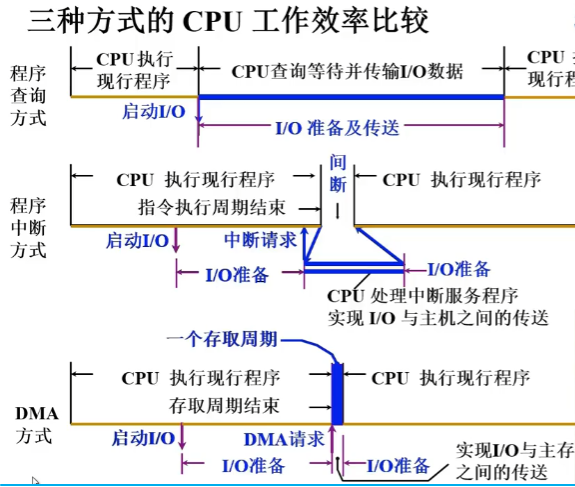 三种方式的 CPU 工作效率比较
程序
查询
方式
CPU 执行
现行程序
CPU查询等待并传输I/O数据
CPU
现行程
启动I/O
I/O 准备及传送
程序
中断
方式
CPU 执行现行程序
间
断
CPU 执行现行程序
指令执行周期结束
启动I/O
中断请求
I/O准备
I/O准备
CPU 处理中断服务程序
实现 I/O 与主机之间的传送
一个存取周期
DMA
方式
CPU 执行现行程序
CPU 执行现行程序
存取周期结束
启动I/O
DMA请求
I/O准备
I/O准备
实现I/O与主存
之间的传送